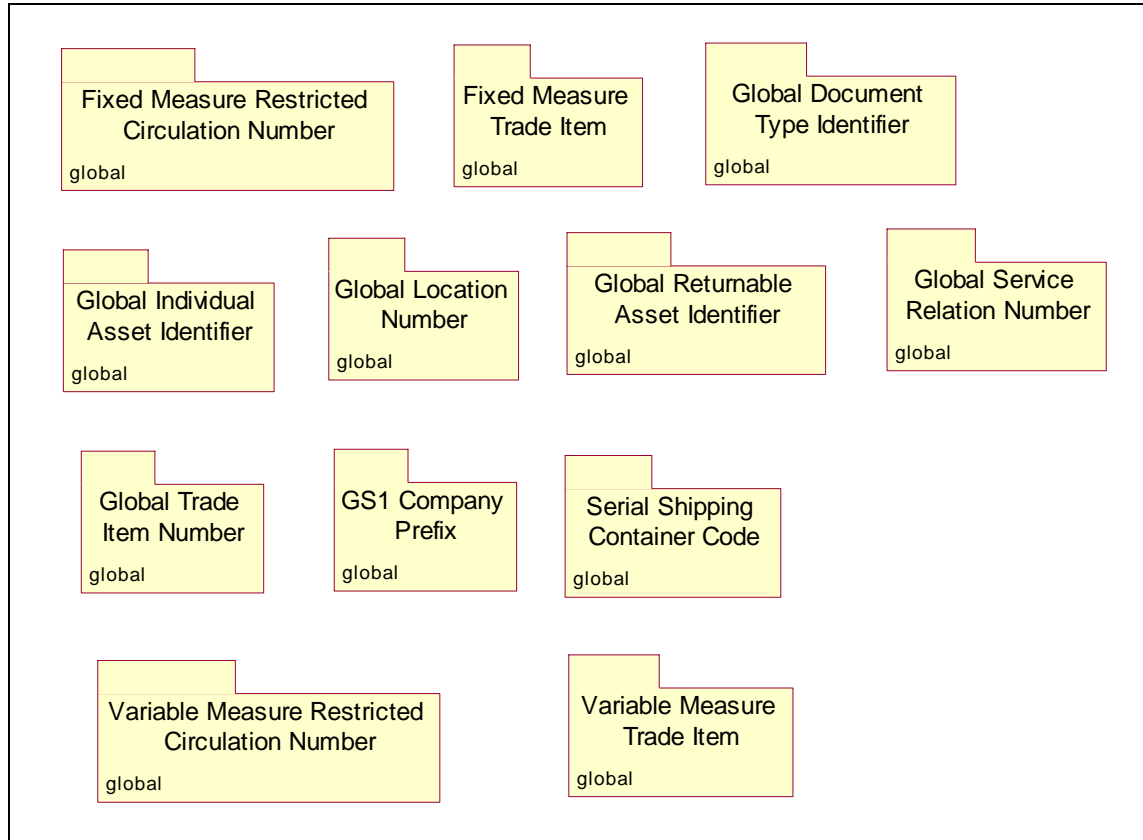 Fixed Measure Restricted
Circulation Number
global
Fixed Measure
Trade Item
global
Global Document
Type Identifier
global
Global Individual
Asset Identifier
global
Global Location
Number
global
Global Returnable
Asset Identifier
global
Global Service
Relation Number
global
Global Trade
Item Number
global
GS1 Company
Prefix
global
Serial Shipping
Container Code
global
Variable Measure Restricted
Circulation Number
global
Variable Measure
Trade Item
global